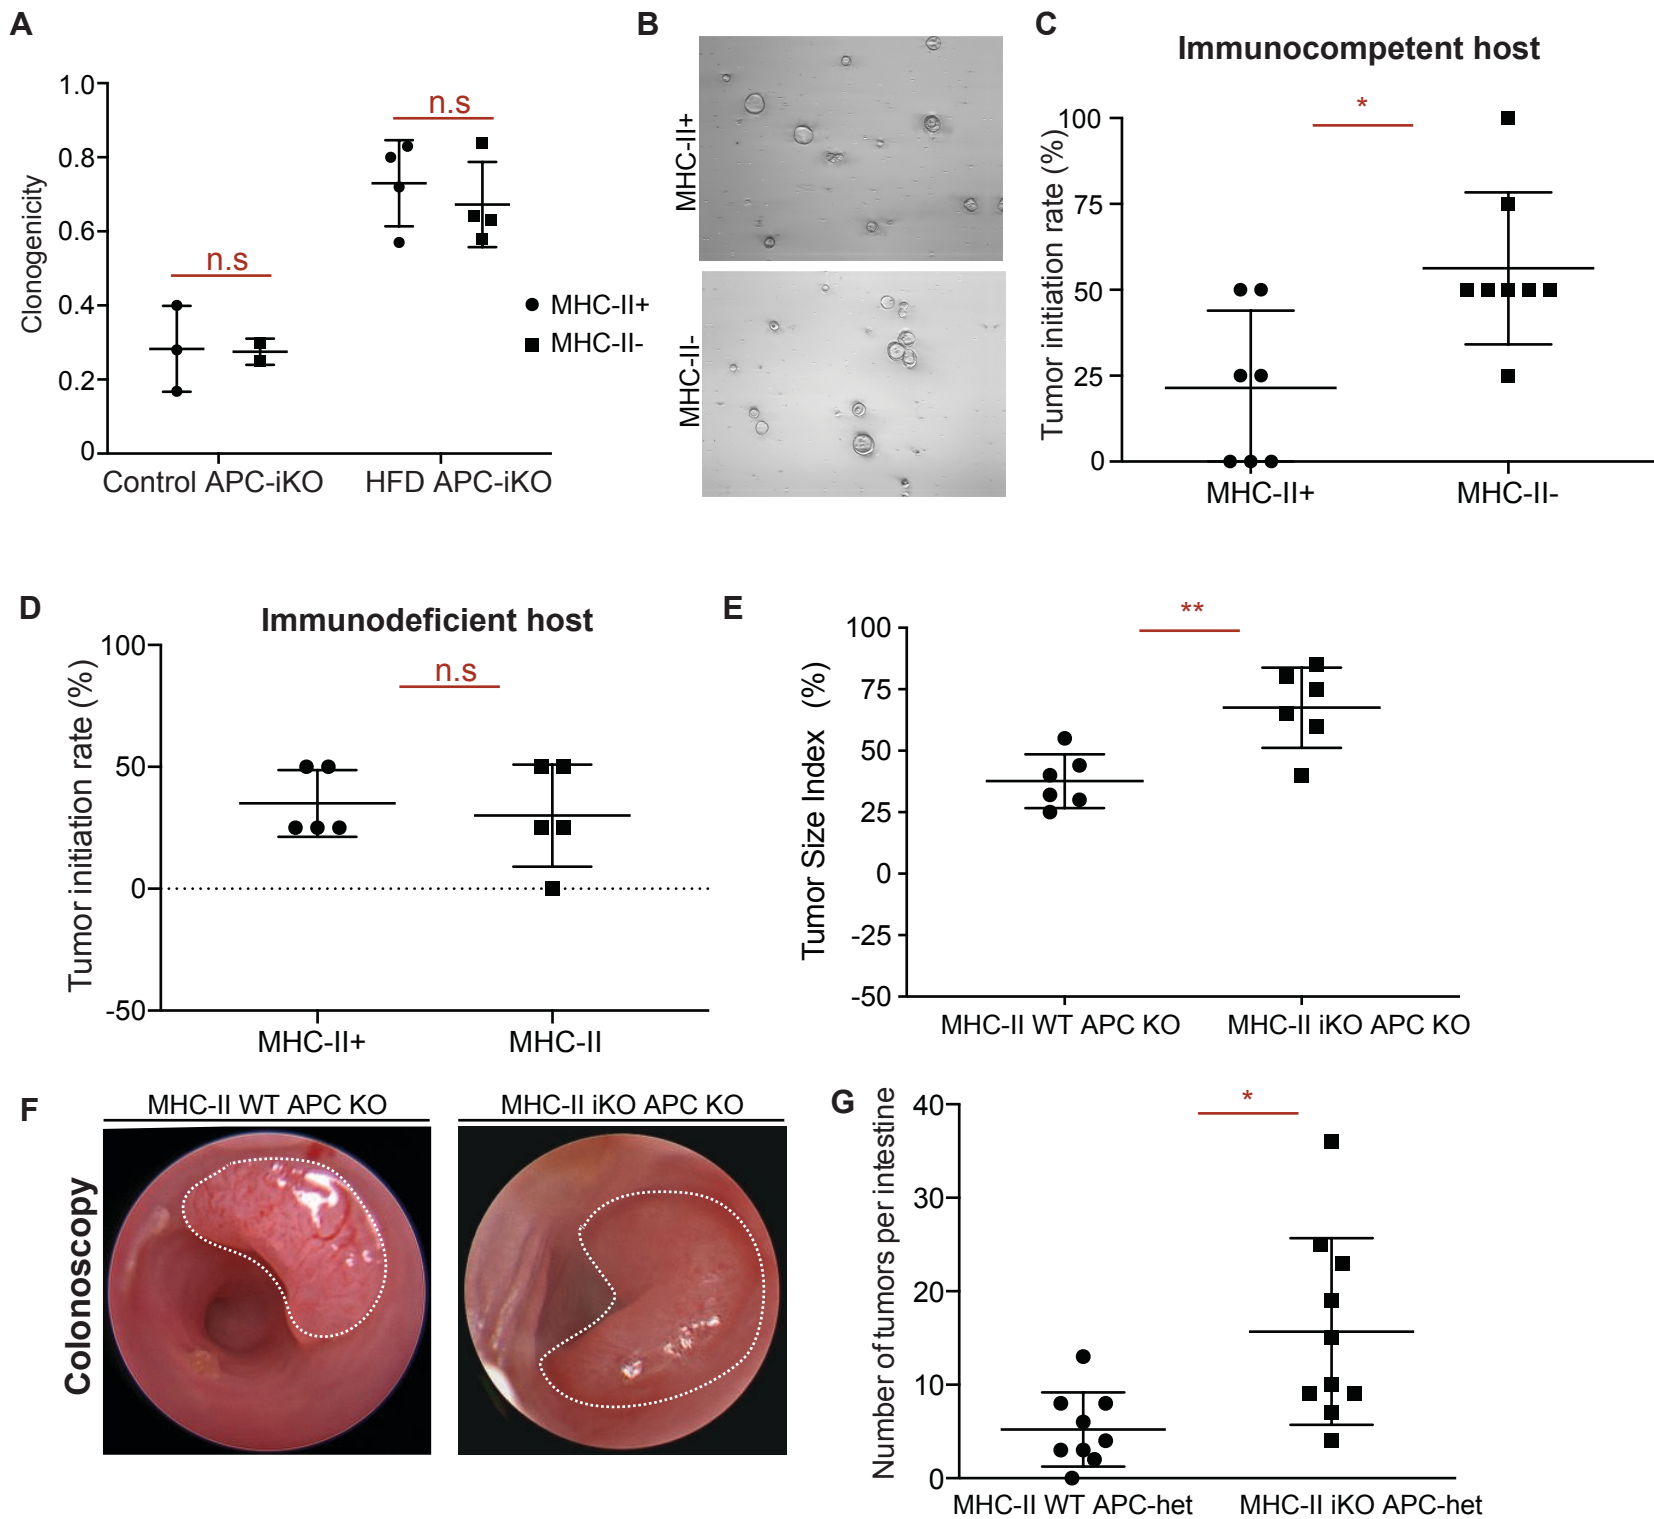 A
1.0
0.8
0.6
0.4
0.2
0
Clonogenicity
n.s
n.s
MHC-II+
MHC-II-
Control APC-iKO
HFD APC-iKO
B
MHC-II+
MHC-II-
C
Immunocompetent host
*
100
75
50
25
0
Tumor initiation rate (%)
MHC-II+
MHC-II-
D
Immunodeficient host
n.s
100
50
0
-50
Tumor initiation rate (%)
MHC-II+
MHC-II
E
**
100
75
50
25
0
-25
-50
Tumor Size Index (%)
MHC-II WT APC KO
MHC-II iKO APC KO
F
MHC-II WT APC KO
MHC-II iKO APC KO
Colonoscopy
G
*
40
30
20
10
0
Number of tumors per intestine
MHC-II WT APC-het
MHC-II iKO APC-het